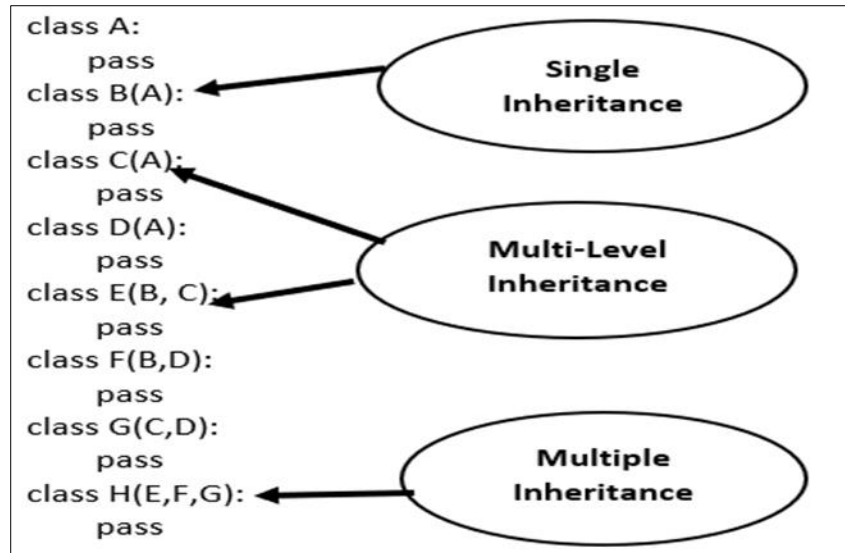 class A:
pass
class B(A):
pass
class C(A):
pass
class D(A):
pass
class E(B, C):
pass
class F(B,D):
pass
class G(C,D):
pass
class H(E,F,G):
pass
Single
Inheritance
Multi-Level
Inheritance
Multiple
Inheritance